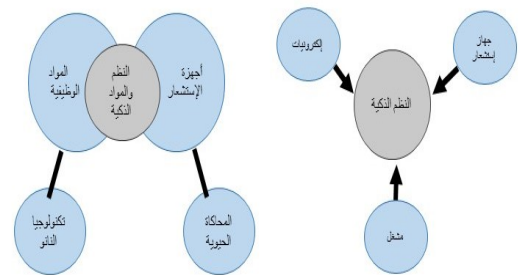 المواد
الوظيفية
النظم
والمواد
الذكية
أجهزة
الإستشعار
تكنولوجيا
النانو
المحاكاة
الحيوية
إلكترونيات
جهاز
إستشعار
النظم الذكية
مشغل